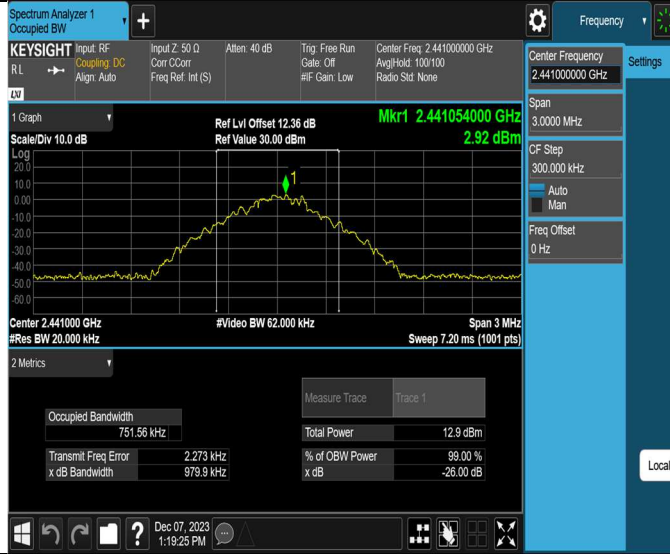 Spectrum Analyzer 1
Occupied BW
+
Frequency
KEYSIGHT
Input: RF
Coupling: DC
Align: Auto
Input Z: 50 Ω
Corr CCorr
Freq Ref: Int (S)
Atten: 40 dB
Trig: Free Run
Gate: Off
#IF Gain: Low
Center Freq: 2.441000000 GHz
Avg|Hold: 100/100
Radio Std: None
RL
LXI
Center Frequency
2.441000000 GHz
Settings
Span
3.0000 MHz
CF Step
300.000 kHz
Auto
Man
Freq Offset
0 Hz
1 Graph
Scale/Div 10.0 dB
Ref Lvl Offset 12.36 dB
Ref Value 30.00 dBm
Mkr1 2.441054000 GHz
2.92 dBm
Log
20.0
10.0
0.00
-10.0
-20.0
-30.0
-40.0
-50.0
-60.0
1
Center 2.441000 GHz
#Video BW 62.000 kHz
Span 3 MHz
#Res BW 20.000 kHz
Sweep 7.20 ms (1001 pts)
2 Metrics
Measure Trace
Trace 1
Occupied Bandwidth
751.56 kHz
Total Power
12.9 dBm
Transmit Freq Error
2.273 kHz
% of OBW Power
99.00 %
x dB Bandwidth
979.9 kHz
x dB
-26.00 dB
Local
?
Dec 07, 2023
1:19:25 PM